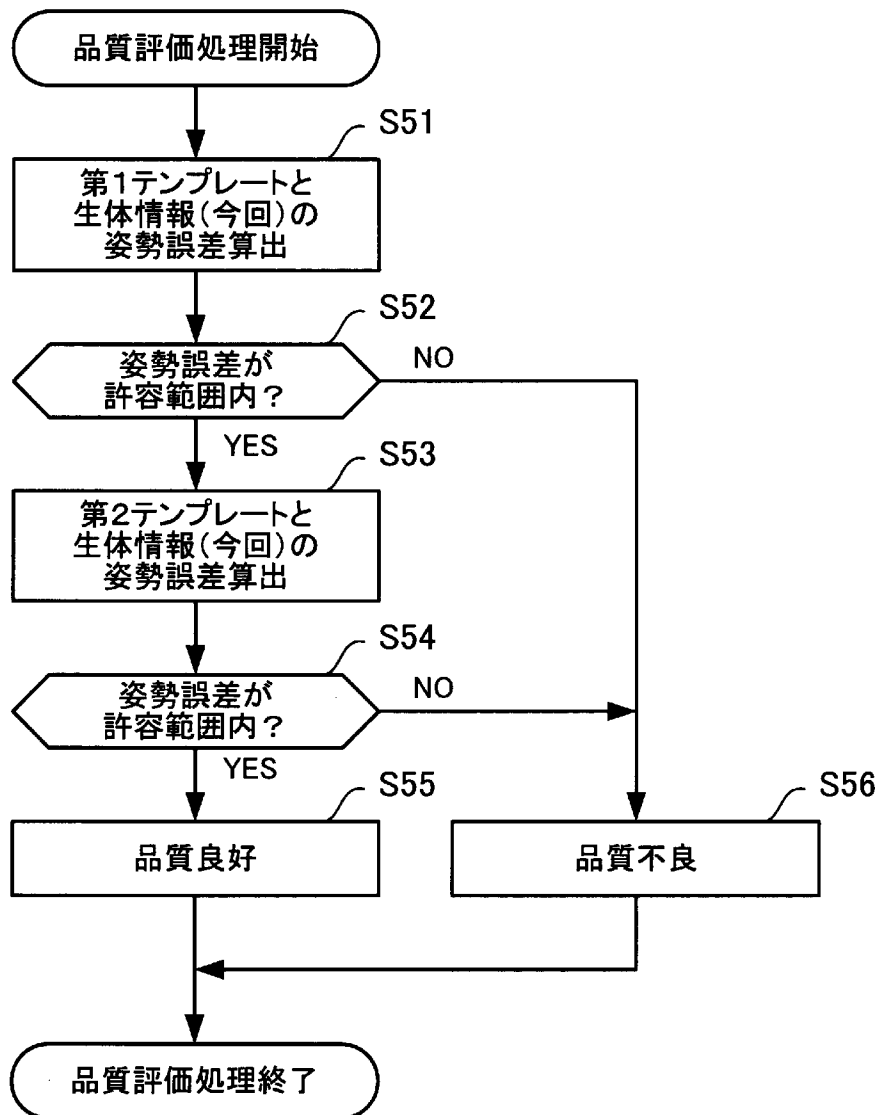 品質評価処理開始
S51
第1テンプレートと
生体情報(今回)の
姿勢誤差算出
S52
姿勢誤差が
許容範囲内?
NO
YES
S53
第2テンプレートと
生体情報(今回)の
姿勢誤差算出
S54
姿勢誤差が
許容範囲内?
NO
YES
S55
品質良好
S56
品質不良
品質評価処理終了